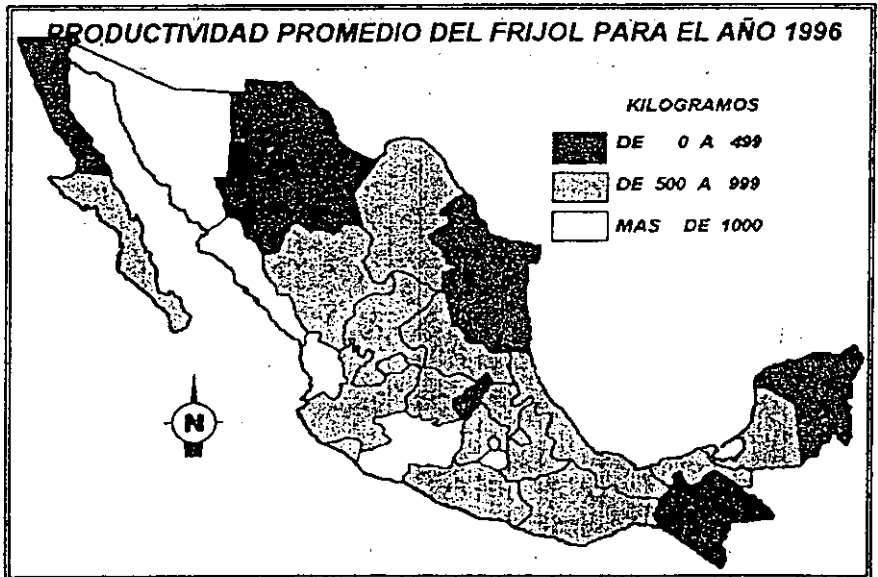 PRODUCTIVIDAD PROMEDIO DEL FRIJOL PARA EL AÑO 1996
KILOGRAMOS
DE 0 A 499
DE 500 A 999
MAS DE 1000
N